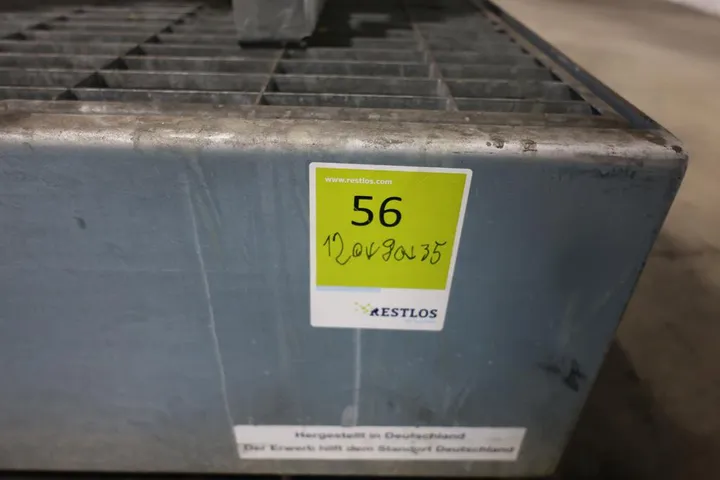 www.restlos.com
56
120x80x35
RESTLOS
Hergestellt in Deutschland
Der Erwerb hilft dem Standort Deutschland